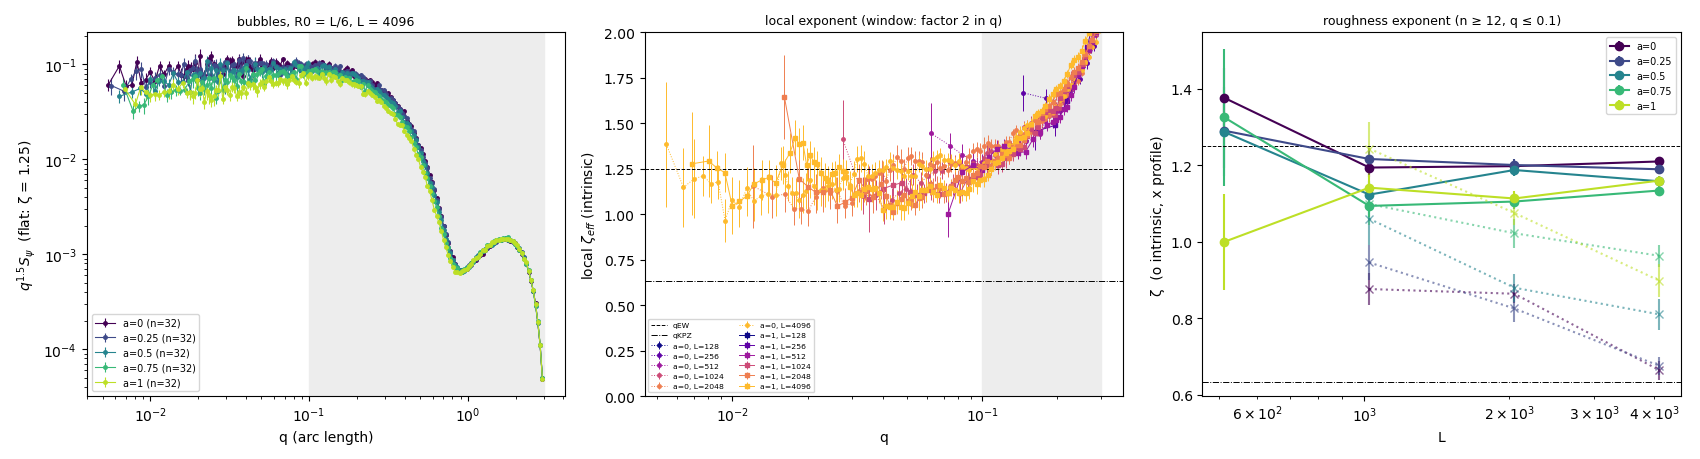 bubbles, R0 = L/6, L = 4096
q^{1.5} S_ψ (flat: ζ = 1.25)
10^{-1}
10^{-2}
10^{-3}
10^{-4}
a=0 (n=32)
a=0.25 (n=32)
a=0.5 (n=32)
a=0.75 (n=32)
a=1 (n=32)
10^{-2}
10^{-1}
10^{0}
q (arc length)
local exponent (window: factor 2 in q)
local ζ_{eff} (intrinsic)
2.00
1.75
1.50
1.25
1.00
0.75
0.50
0.25
0.00
qEW
qKPZ
a=0, L=128
a=0, L=256
a=0, L=512
a=0, L=1024
a=0, L=2048
a=0, L=4096
a=1, L=128
a=1, L=256
a=1, L=512
a=1, L=1024
a=1, L=2048
a=1, L=4096
10^{-2}
10^{-1}
q
roughness exponent (n ≥ 12, q ≤ 0.1)
ζ (o intrinsic, x profile)
1.4
1.2
1.0
0.8
0.6
a=0
a=0.25
a=0.5
a=0.75
a=1
6 × 10^2
10^3
2 × 10^3
3 × 10^3
4 × 10^3
L